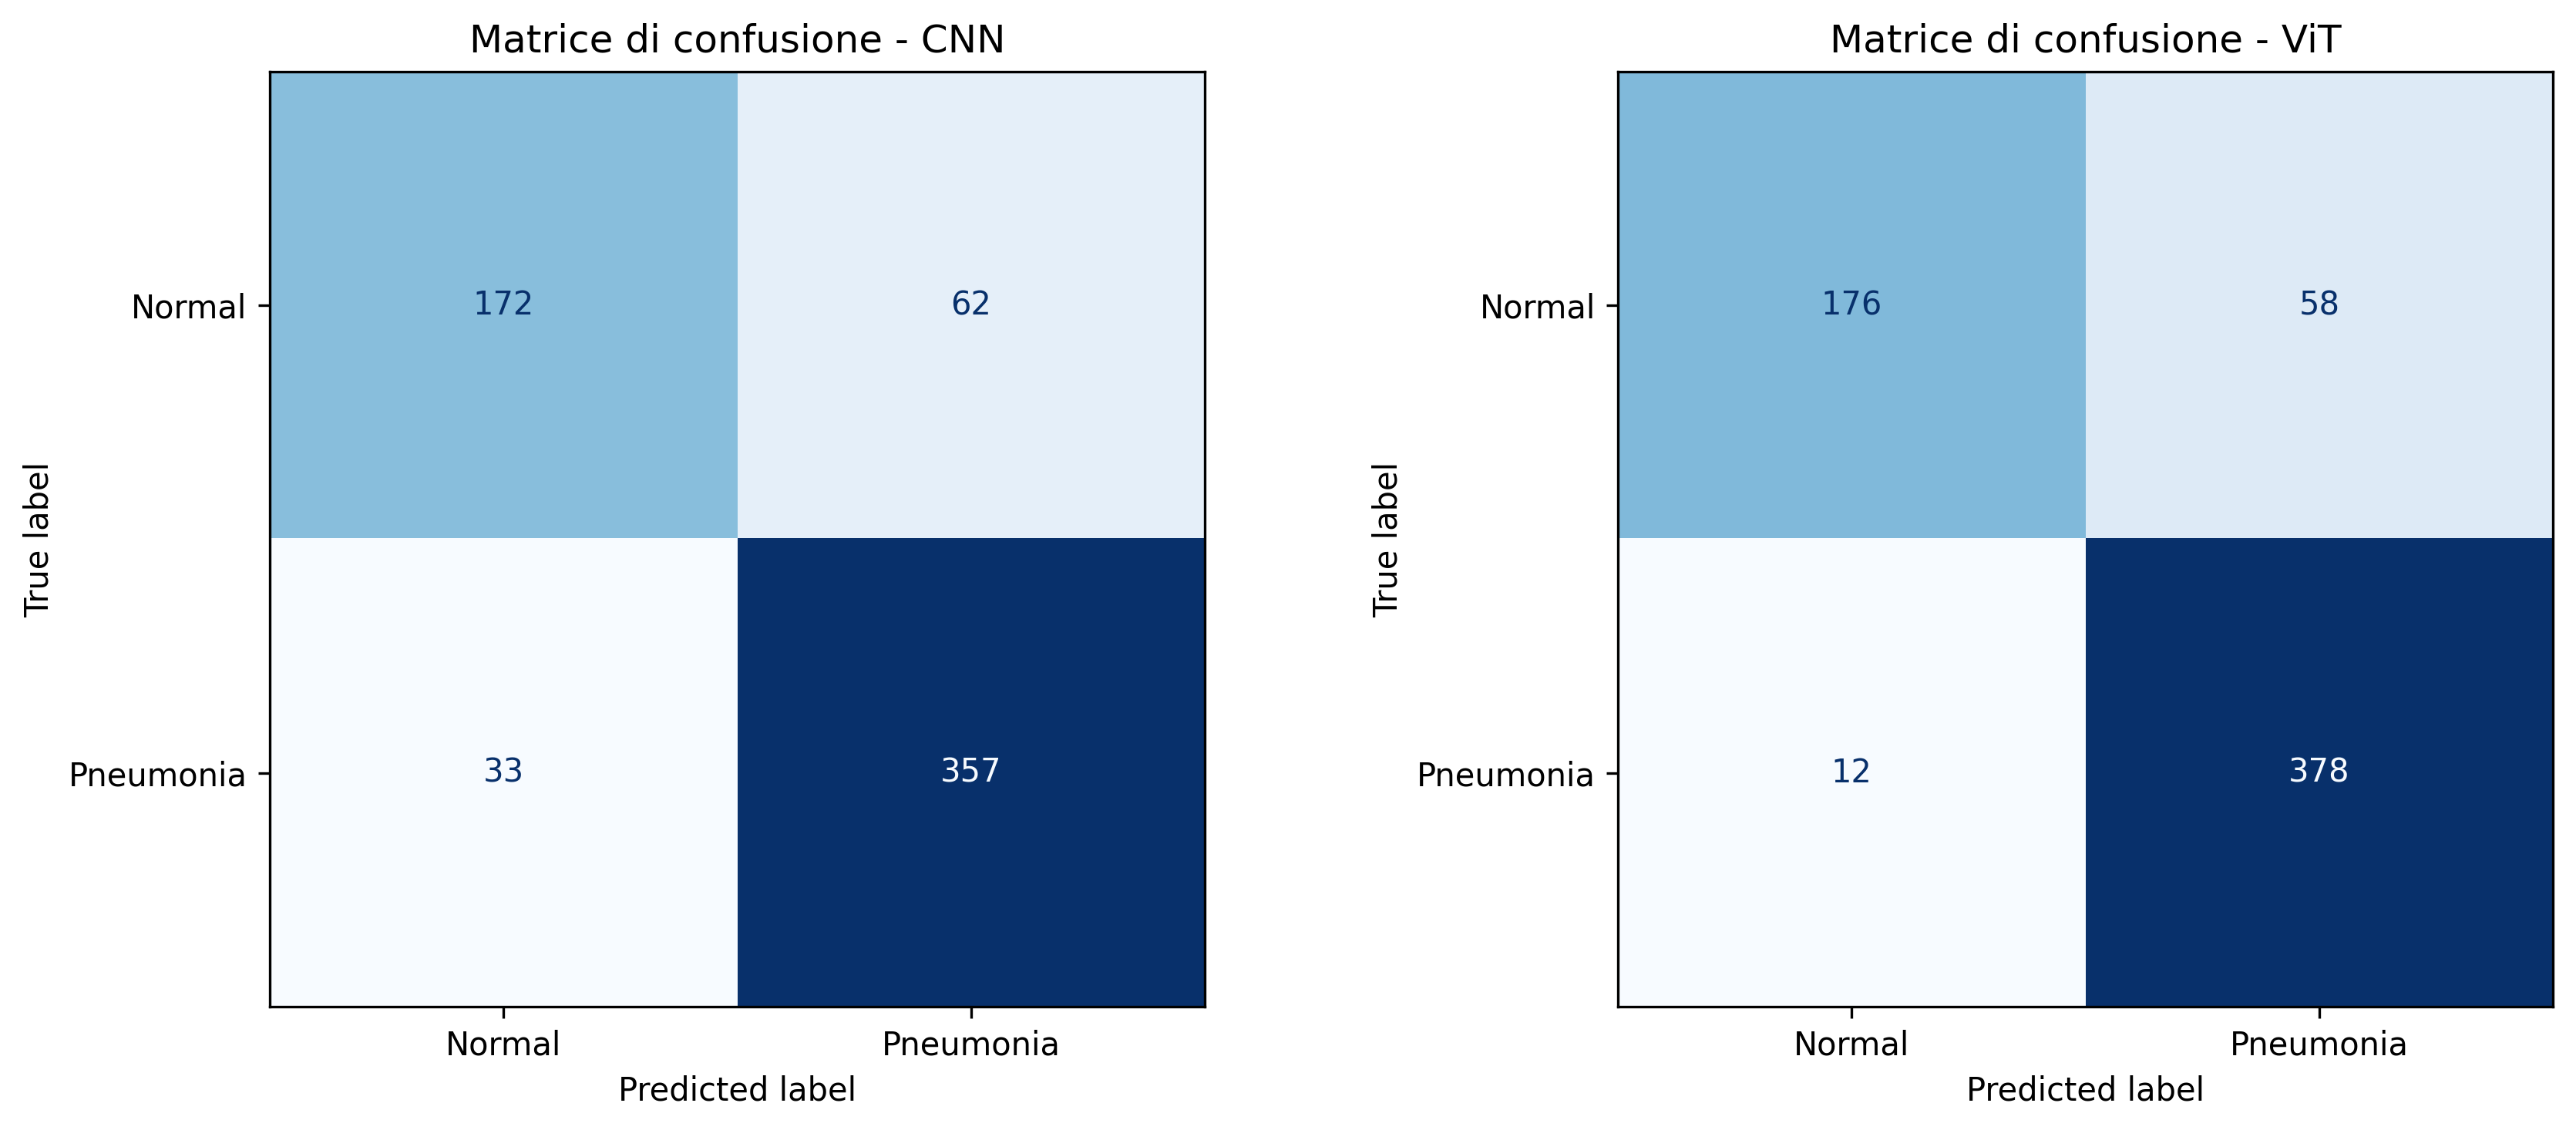 Matrice di confusione - CNN
True label
Normal
172
62
Pneumonia
33
357
Normal
Pneumonia
Predicted label
Matrice di confusione - ViT
True label
Normal
176
58
Pneumonia
12
378
Normal
Pneumonia
Predicted label